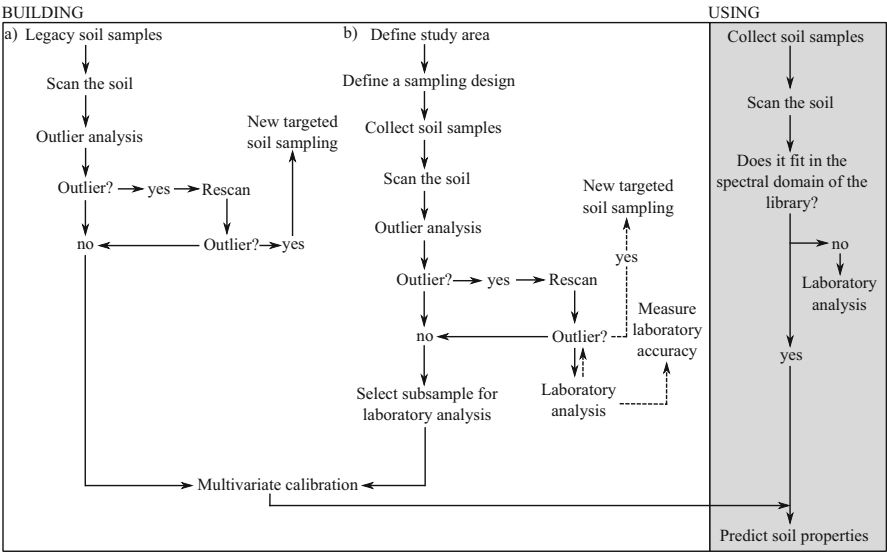 BUILDING
a) Legacy soil samples
Scan the soil
Outlier analysis
Outlier?
yes
Rescan
no
Outlier?
yes
New targeted
soil sampling
b)
Define study area
Define a sampling design
Collect soil samples
Scan the soil
Outlier analysis
Outlier?
yes
Rescan
no
Outlier?
yes
New targeted
soil sampling
Laboratory
analysis
Measure
laboratory
accuracy
Select subsample for
laboratory analysis
Multivariate calibration
USING
Collect soil samples
Scan the soil
Does it fit in the
spectral domain of the
library?
no
Laboratory
analysis
yes
Predict soil properties